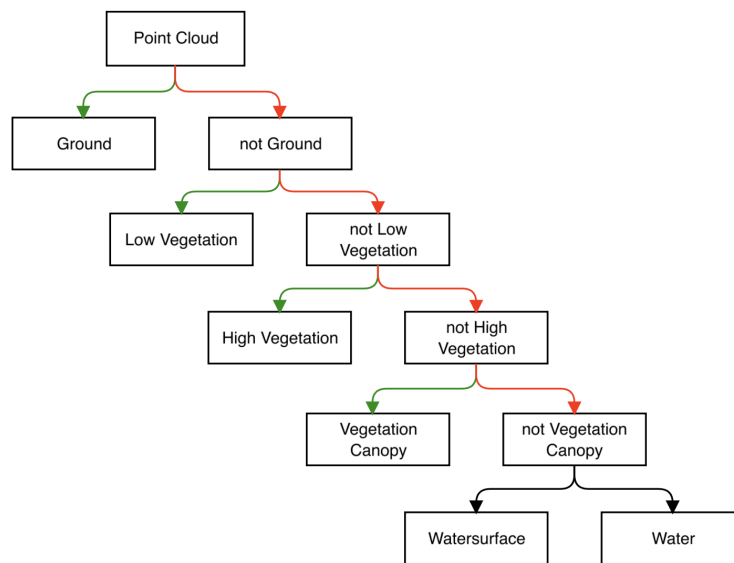 Point Cloud
Ground
not Ground
Low Vegetation
not Low
Vegetation
High Vegetation
not High
Vegetation
Vegetation
Canopy
not Vegetation
Canopy
Watersurface
Water